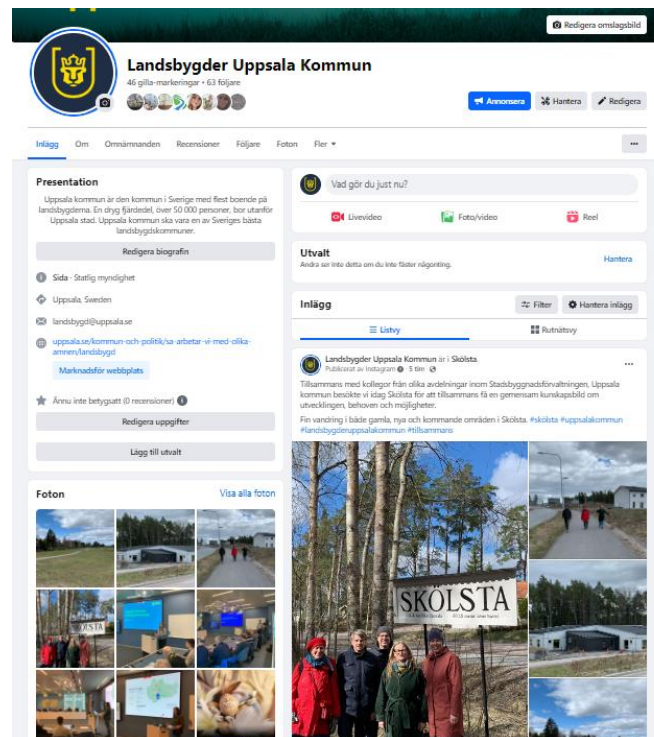 Redigera omslagsbild
Landsbygder Uppsala Kommun
46 gilla-markeringar • 63 följare
Annonsera
Hantera
Redigera
Inlägg
Om
Omnämnanden
Recensioner
Följare
Foton
Fler
Presentation
Uppsala kommun är den kommun i Sverige med flest boende på
landsbygderna. En dryg fjärdedel, över 50 000 personer, bor utanför
Uppsala stad. Uppsala kommun ska vara en av Sveriges bästa
landsbygdskommuner.
Redigera biografin
Sida · Statlig myndighet
Uppsala, Sweden
landsbygd@uppsala.se
uppsala.se/kommun-och-politik/sa-arbetar-vi-med-olika-
amnen/landsbygd
Marknadsför webbplats
Ännu inte betygsatt (0 recensioner)
Redigera uppgifter
Lägg till utvalt
Foton
Visa alla foton
Vad gör du just nu?
Livevideo
Foto/video
Reel
Utvalt
Andra ser inte detta om du inte fäster någonting.
Hantera
Inlägg
Filter
Hantera inlägg
Listvy
Rutnätsvy
Landsbygder Uppsala Kommun är i Skölsta.
Publicerat av Instagram · 5 tim ·
Tillsammans med kollegor från olika avdelningar inom Stadsbyggnadsförvaltningen, Uppsala
kommun besökte vi idag Skölsta för att tillsammans få en gemensam kunskapsbild om
utvecklingen, behoven och möjligheter.
Fin vandring i både gamla, nya och kommande områden i Skölsta. #skölsta #uppsalakommun
#landsbygderuppsalakommun #tillsammans
SKÖLSTA